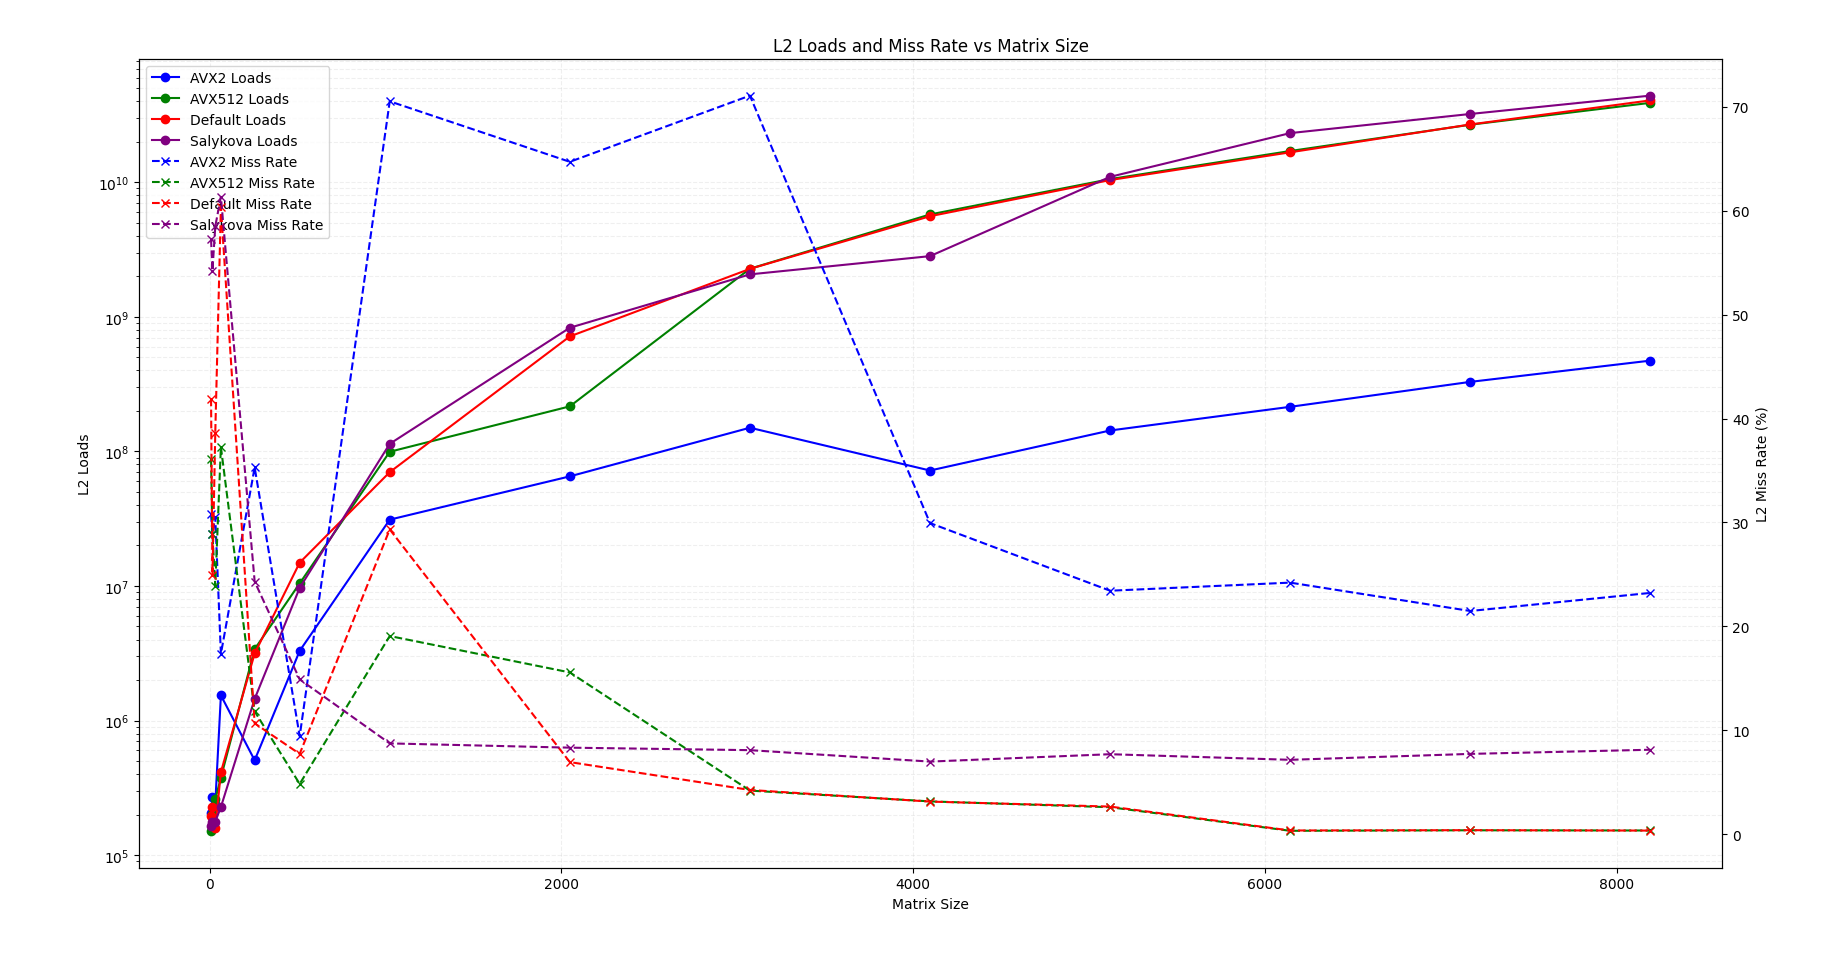 L2 Loads and Miss Rate vs Matrix Size
AVX2 Loads
AVX512 Loads
Default Loads
Salykova Loads
AVX2 Miss Rate
AVX512 Miss Rate
Default Miss Rate
Salykova Miss Rate
L2 Loads
10^10
10^9
10^8
10^7
10^6
10^5
L2 Miss Rate (%)
70
60
50
40
30
20
10
0
0 2000 4000 6000 8000
Matrix Size